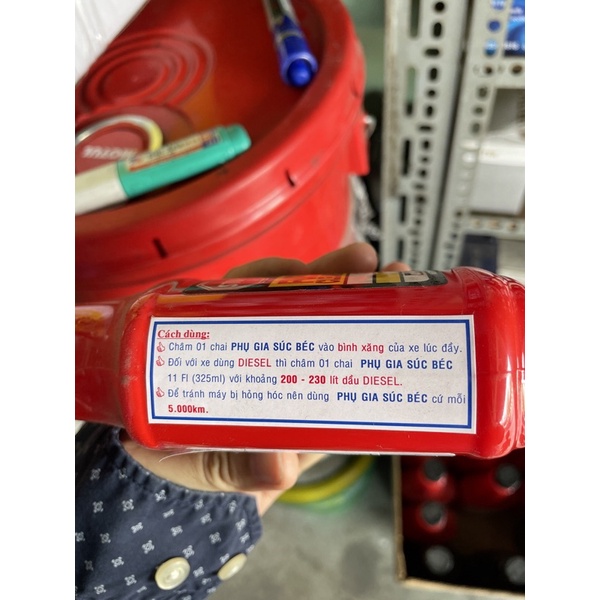 Cách dùng:
Châm 01 chai PHỤ GIA SÚC BÉC vào bình xăng của xe lúc đầy.
Đối với xe dùng DIESEL thì châm 01 chai PHỤ GIA SÚC BÉC
11 Fl (325ml) với khoảng 200 - 230 lít dầu DIESEL.
Để tránh máy bị hỏng hóc nên dùng PHỤ GIA SÚC BÉC cứ mỗi
5.000km.